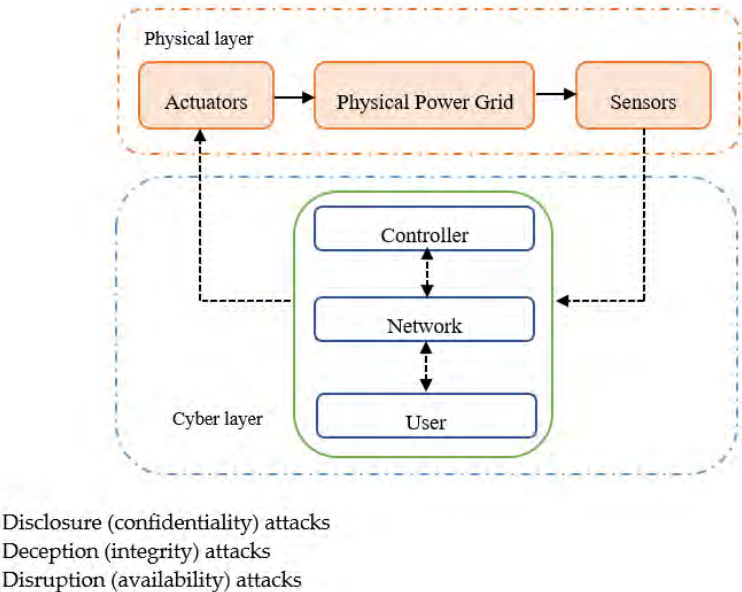 Physical layer
Actuators
Physical Power Grid
Sensors
Controller
Network
User
Cyber layer
Disclosure (confidentiality) attacks
Deception (integrity) attacks
Disruption (availability) attacks